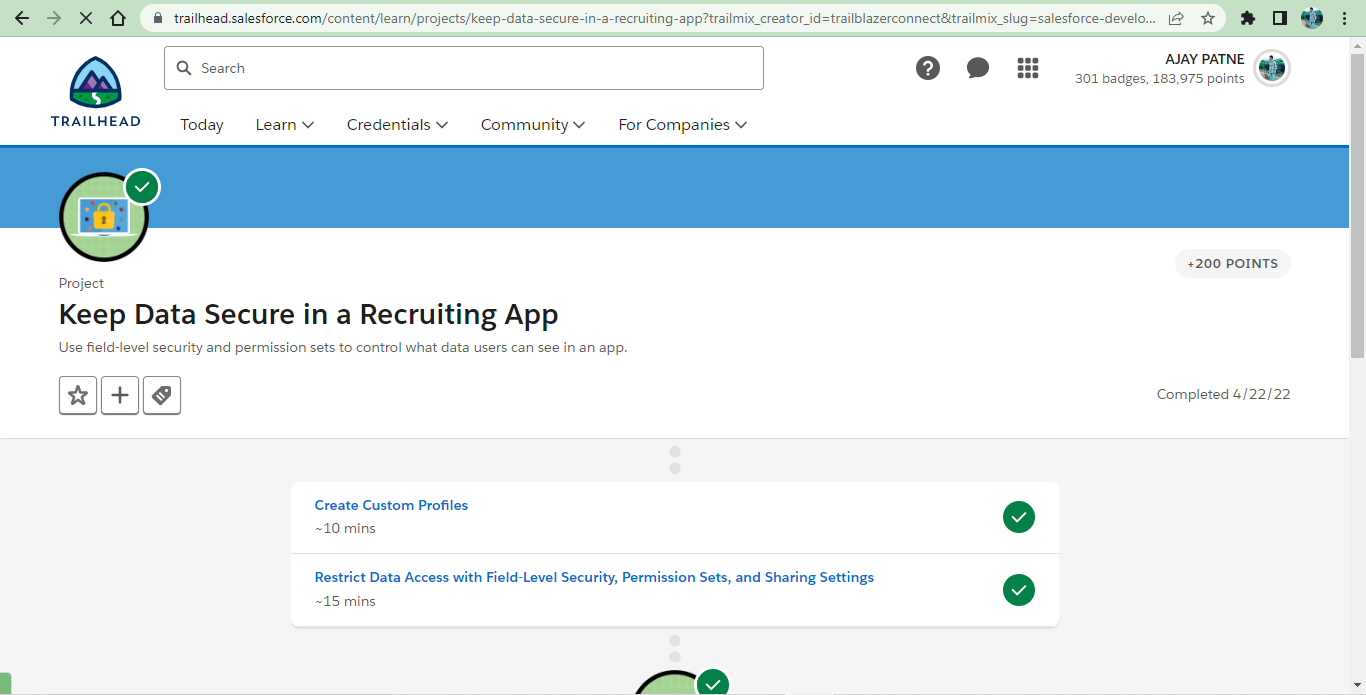 trailhead.salesforce.com/content/learn/projects/keep-data-secure-in-a-recruiting-app?trailmix_creator_id=trailblazerconnect&trailmix_slug=salesforce-develo...
TRAILHEAD
Search
AJAY PATNE
301 badges, 183,975 points
Today Learn Credentials Community For Companies
+200 POINTS
Project
Keep Data Secure in a Recruiting App
Use field-level security and permission sets to control what data users can see in an app.
Completed 4/22/22
Create Custom Profiles
~10 mins
Restrict Data Access with Field-Level Security, Permission Sets, and Sharing Settings
~15 mins